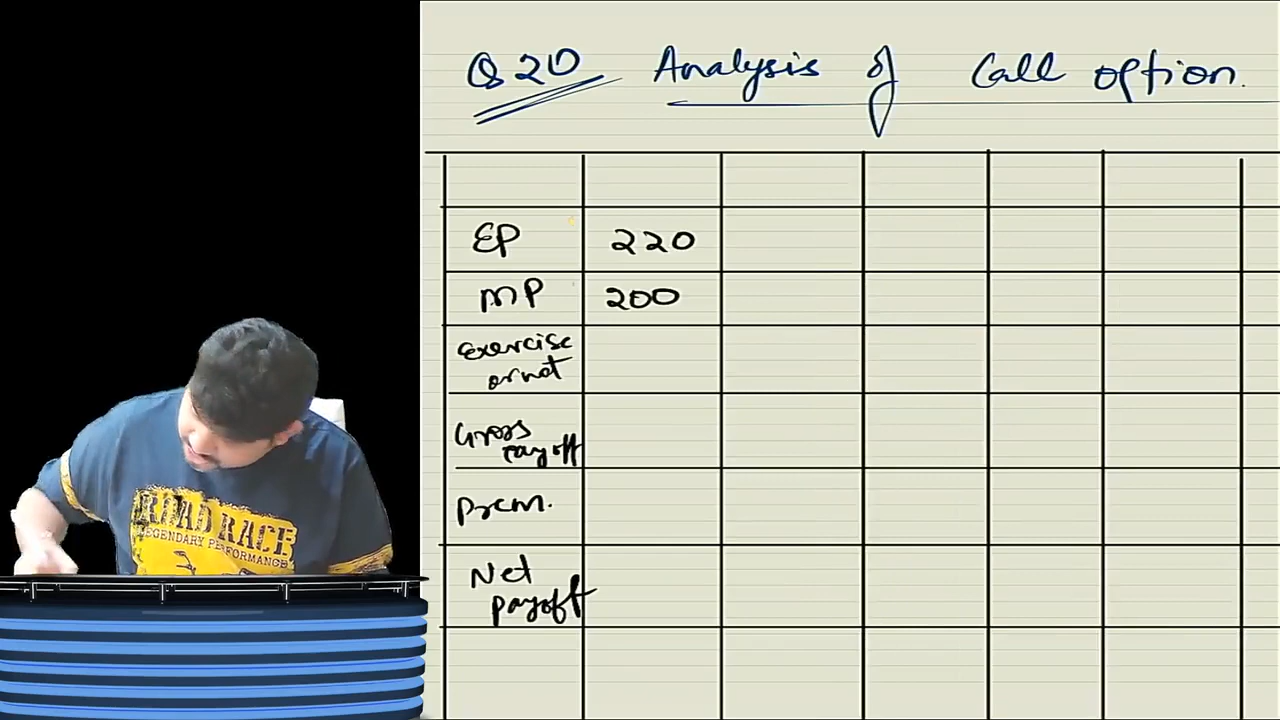 Q20 Analysis of Call option.
EP 220
MP 200
Exercise
or not
Gross
payoff
Prem.
Net
payoff
ROAD RACE
LEGENDARY PERFORMANCE